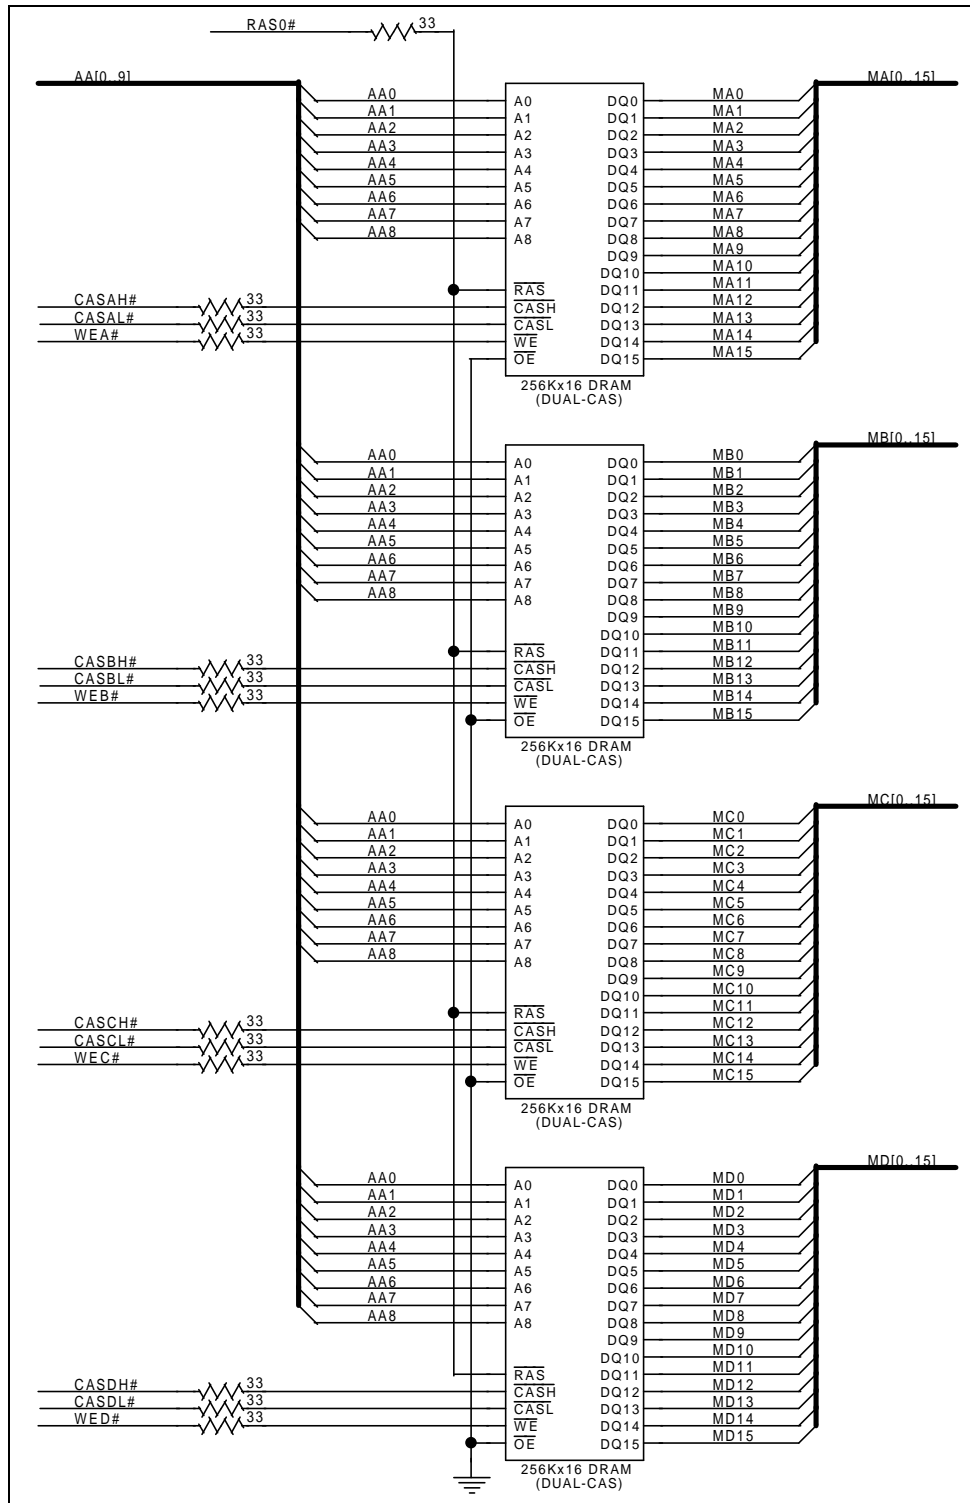 RAS0# 33
AA[0..9] MA[0..15]
AA0 A0 DQ0 MA0
AA1 A1 DQ1 MA1
AA2 A2 DQ2 MA2
AA3 A3 DQ3 MA3
AA4 A4 DQ4 MA4
AA5 A5 DQ5 MA5
AA6 A6 DQ6 MA6
AA7 A7 DQ7 MA7
AA8 A8 DQ8 MA8
DQ9 MA9
DQ10 MA10
RAS DQ11 MA11
CASAH# 33 CASH DQ12 MA12
CASAL# 33 CASL DQ13 MA13
WEA# 33 WE DQ14 MA14
OE DQ15 MA15
256Kx16 DRAM
(DUAL-CAS)
MB[0..15]
AA0 A0 DQ0 MB0
AA1 A1 DQ1 MB1
AA2 A2 DQ2 MB2
AA3 A3 DQ3 MB3
AA4 A4 DQ4 MB4
AA5 A5 DQ5 MB5
AA6 A6 DQ6 MB6
AA7 A7 DQ7 MB7
AA8 A8 DQ8 MB8
DQ9 MB9
DQ10 MB10
RAS DQ11 MB11
CASBH# 33 CASH DQ12 MB12
CASBL# 33 CASL DQ13 MB13
WEB# 33 WE DQ14 MB14
OE DQ15 MB15
256Kx16 DRAM
(DUAL-CAS)
MC[0..15]
AA0 A0 DQ0 MC0
AA1 A1 DQ1 MC1
AA2 A2 DQ2 MC2
AA3 A3 DQ3 MC3
AA4 A4 DQ4 MC4
AA5 A5 DQ5 MC5
AA6 A6 DQ6 MC6
AA7 A7 DQ7 MC7
AA8 A8 DQ8 MC8
DQ9 MC9
DQ10 MC10
RAS DQ11 MC11
CASCH# 33 CASH DQ12 MC12
CASCL# 33 CASL DQ13 MC13
WEC# 33 WE DQ14 MC14
OE DQ15 MC15
256Kx16 DRAM
(DUAL-CAS)
MD[0..15]
AA0 A0 DQ0 MD0
AA1 A1 DQ1 MD1
AA2 A2 DQ2 MD2
AA3 A3 DQ3 MD3
AA4 A4 DQ4 MD4
AA5 A5 DQ5 MD5
AA6 A6 DQ6 MD6
AA7 A7 DQ7 MD7
AA8 A8 DQ8 MD8
DQ9 MD9
DQ10 MD10
RAS DQ11 MD11
CASDH# 33 CASH DQ12 MD12
CASDL# 33 CASL DQ13 MD13
WED# 33 WE DQ14 MD14
OE DQ15 MD15
256Kx16 DRAM
(DUAL-CAS)